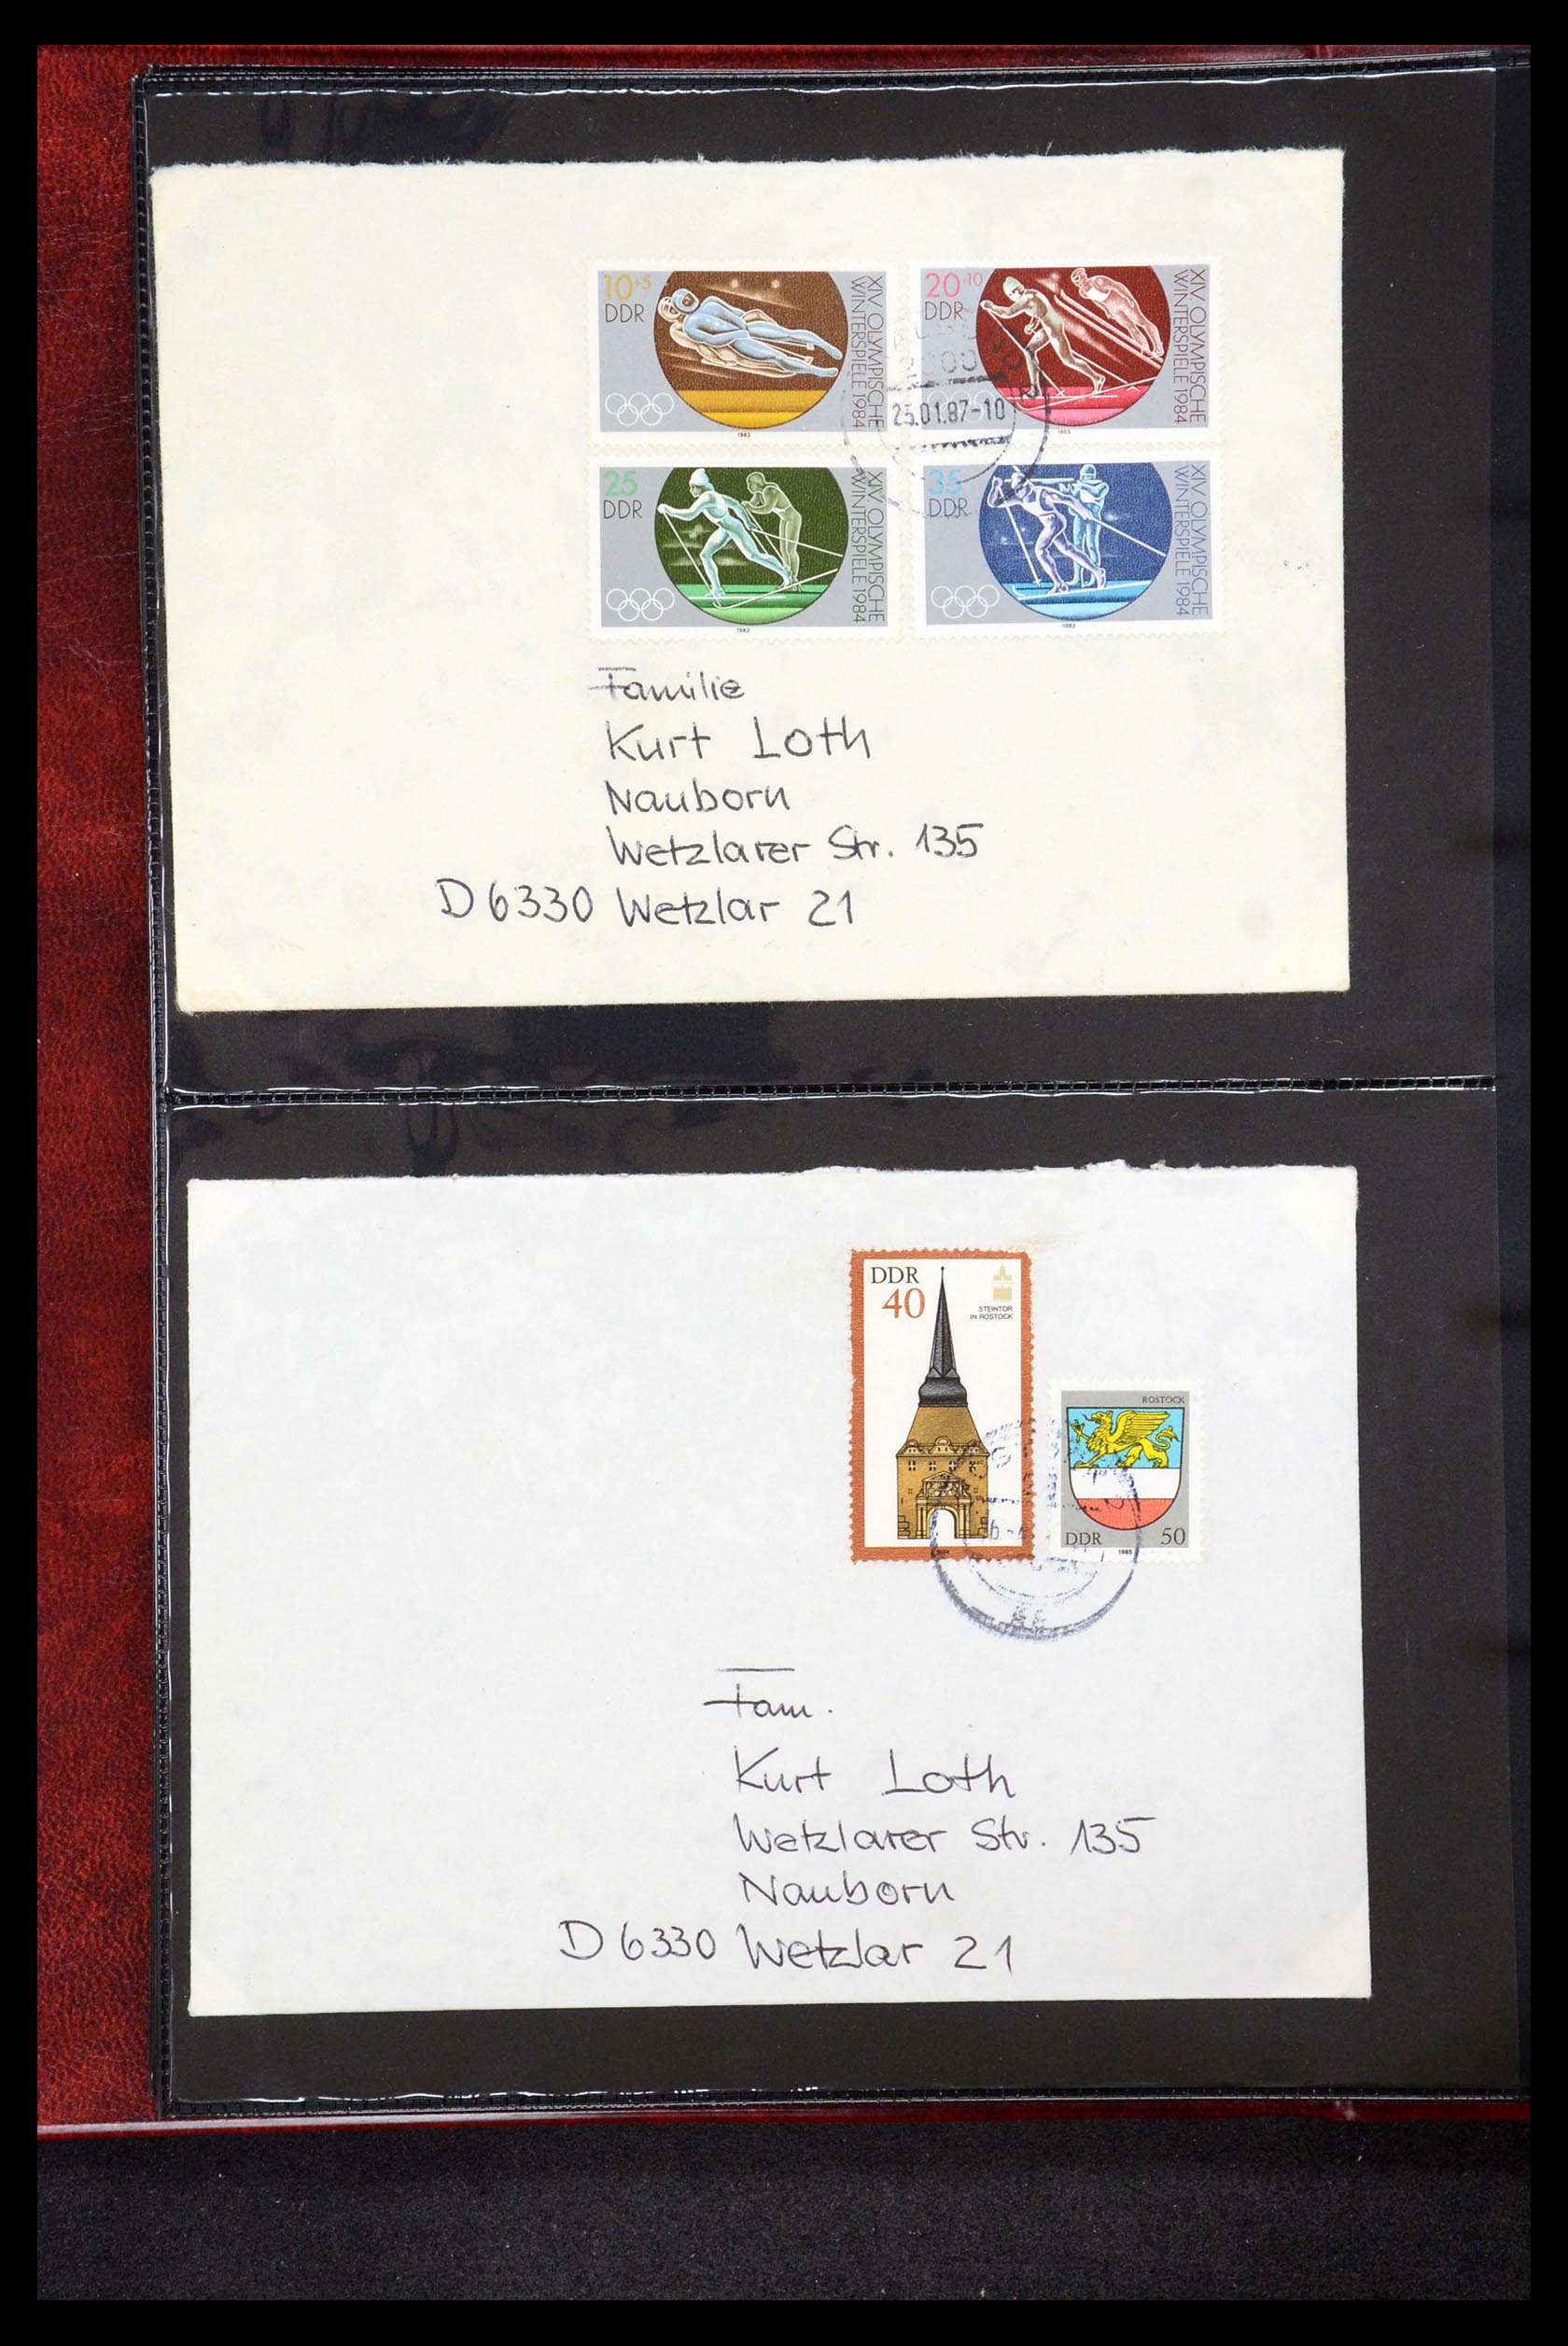 10+5
DDR
XIV. OLYMPISCHE
WINTERSPIELE 1984
1983
20+10
DDR
XIV. OLYMPISCHE
WINTERSPIELE 1984
1983
25.01.87-10
25
DDR
XIV. OLYMPISCHE
WINTERSPIELE 1984
1983
35
DDR
XIV. OLYMPISCHE
WINTERSPIELE 1984
1983
Familie
Kurt Loth
Nauborn
Wetzlarer Str. 135
D 6330 Wetzlar 21
DDR
40
STEINTOR
IN ROSTOCK
1984
ROSTOCK
DDR 50
1985
Fam.
Kurt Loth
Wetzlarer Str. 135
Nauborn
D 6330 Wetzlar 21